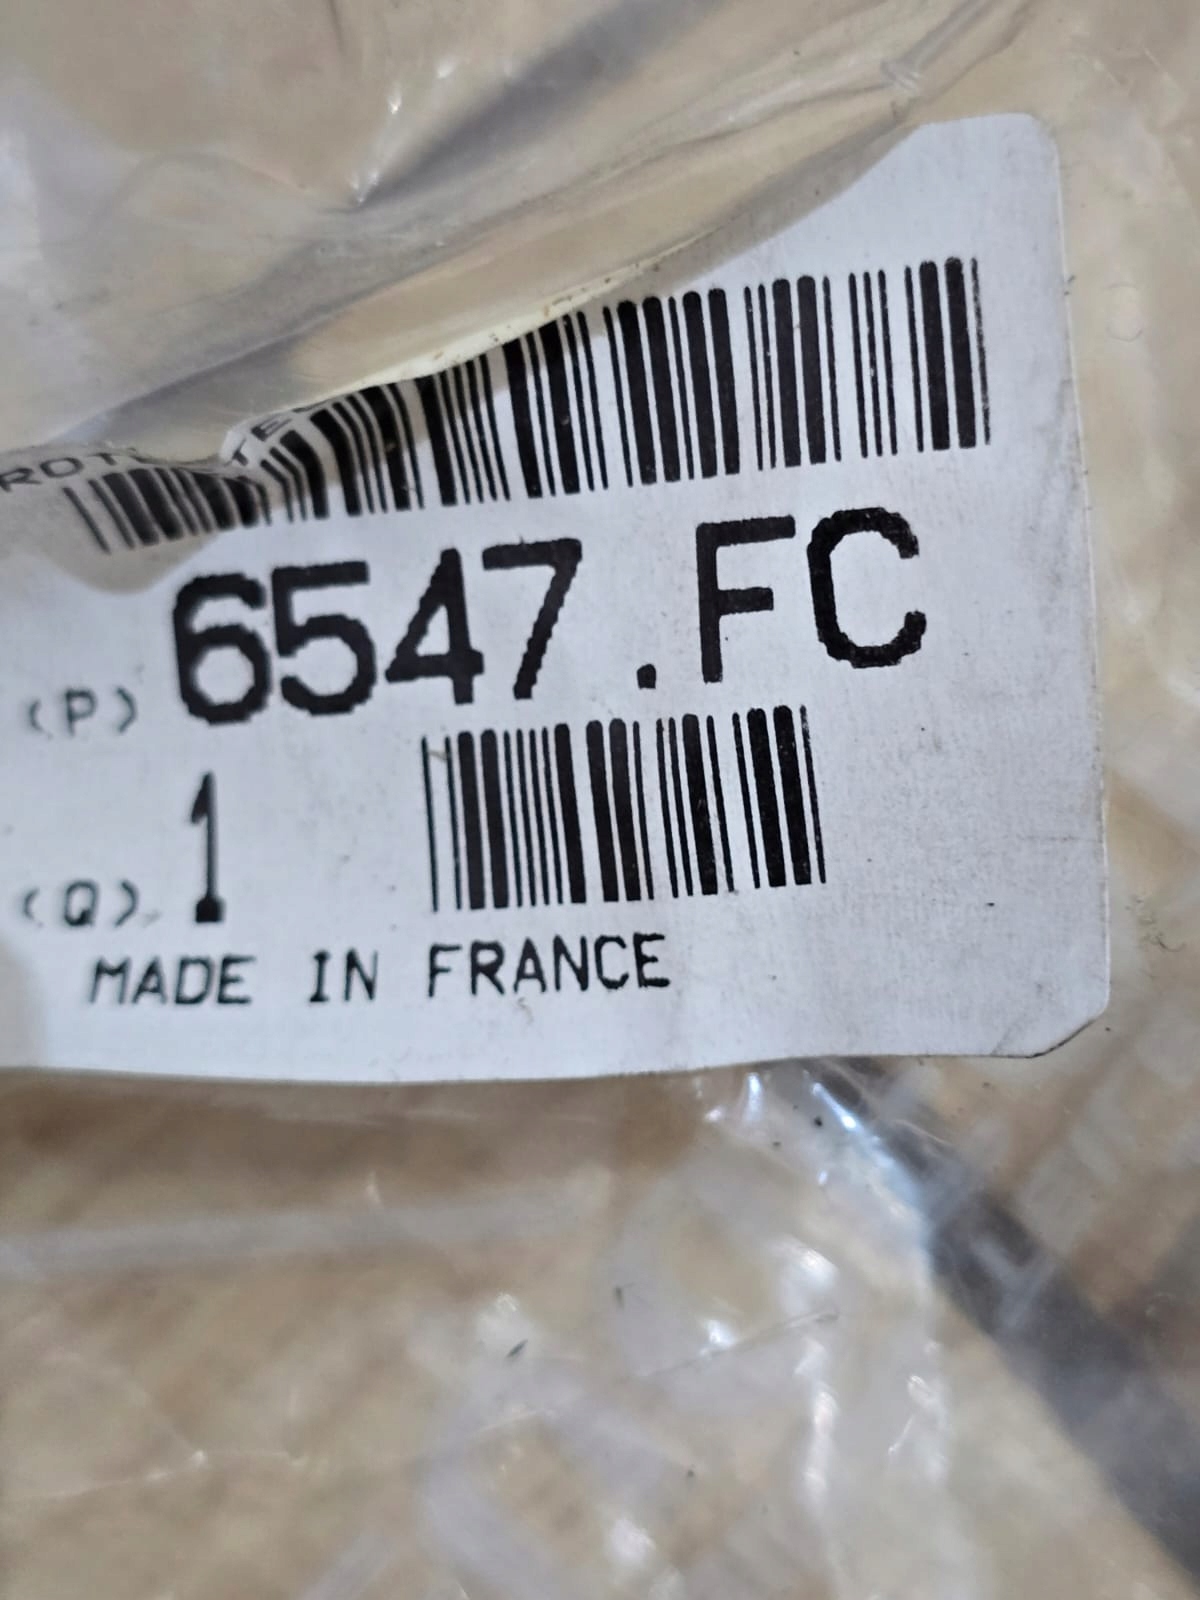 (P) 6547.FC
(Q) 1
MADE IN FRANCE